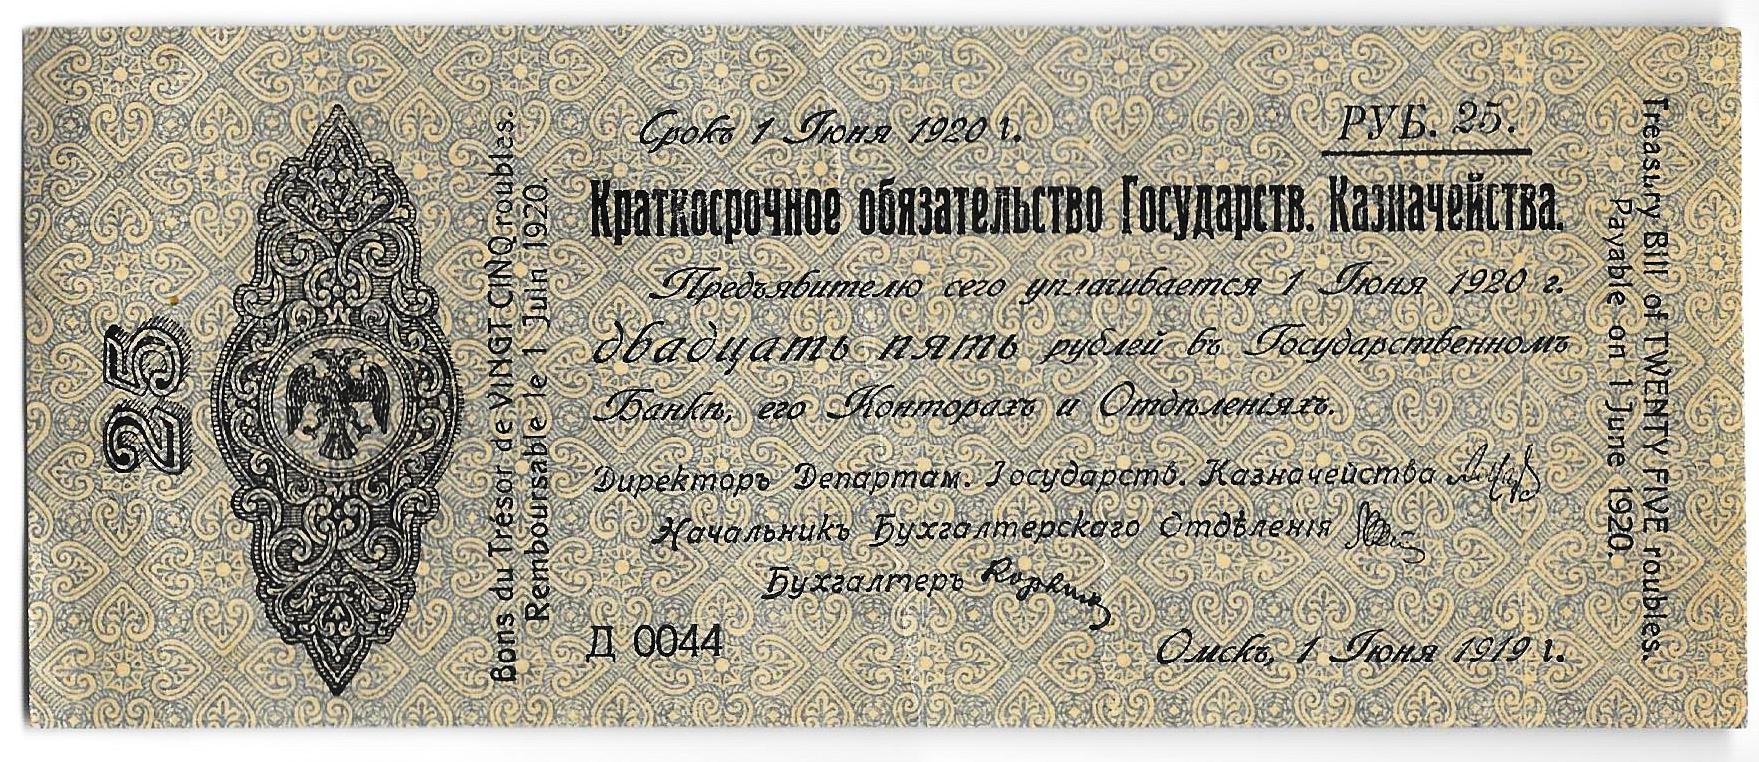 25
Bons du Trésor de VINGT CINQ roubles.
Remboursable le 1 Juin 1920.
Срокъ 1 Июня 1920 г.
РУБ. 25.
Краткосрочное обязательство Государств. Казначейства.
Предъявителю сего уплачивается 1 Июня 1920 г.
двадцать пять рублей въ Государственномъ
Банкѣ, его Конторахъ и Отдѣленіяхъ.
Директоръ Департам. Государств. Казначейства
Начальникъ Бухгалтерскаго Отдѣленія
Бухгалтеръ
Д 0044
Омскъ, 1 Июня 1919 г.
Treasury Bill of TWENTY FIVE roubles.
Payable on 1 June 1920.